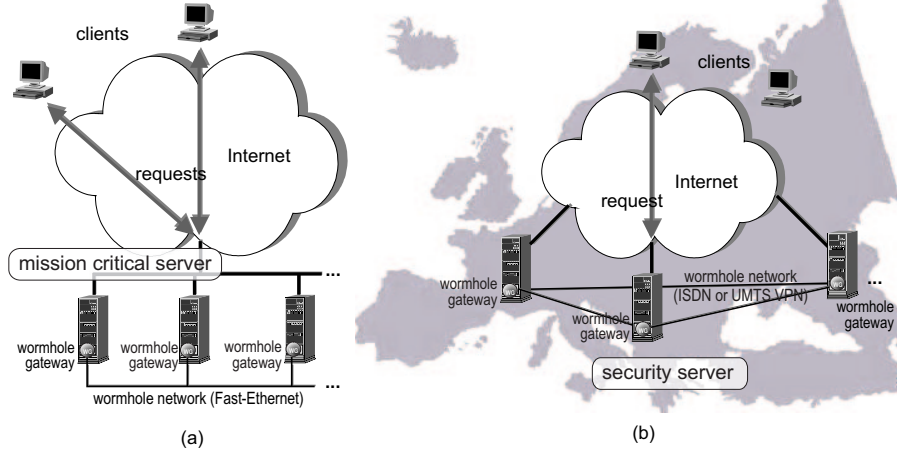 clients
Internet
requests
mission critical server
...
wormhole
gateway
wormhole
gateway
wormhole
gateway
...
wormhole network (Fast-Ethernet)
(a)
clients
Internet
request
wormhole
gateway
wormhole network
(ISDN or UMTS VPN)
...
wormhole
gateway
wormhole
gateway
security server
(b)